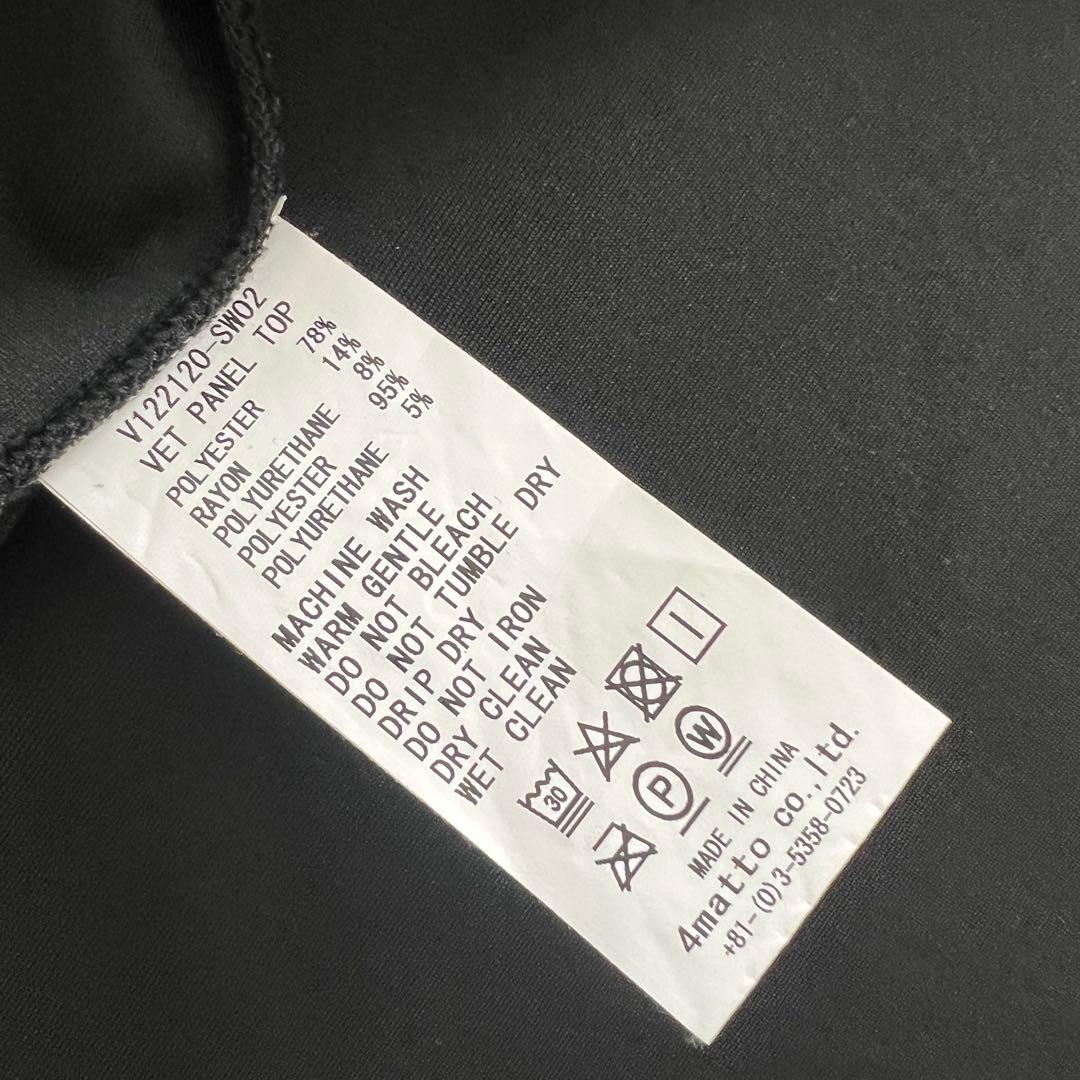 V122120-SW02
VET PANEL TOP
POLYESTER 78%
RAYON 14%
POLYURETHANE 8%
POLYESTER 95%
POLYURETHANE 5%
MACHINE WASH
WARM GENTLE
DO NOT BLEACH
DO NOT TUMBLE DRY
DRIP DRY
DO NOT IRON
DRY CLEAN
WET CLEAN
30
P
W
MADE IN CHINA
4matto co.,ltd.
+81-(0)3-5358-0723